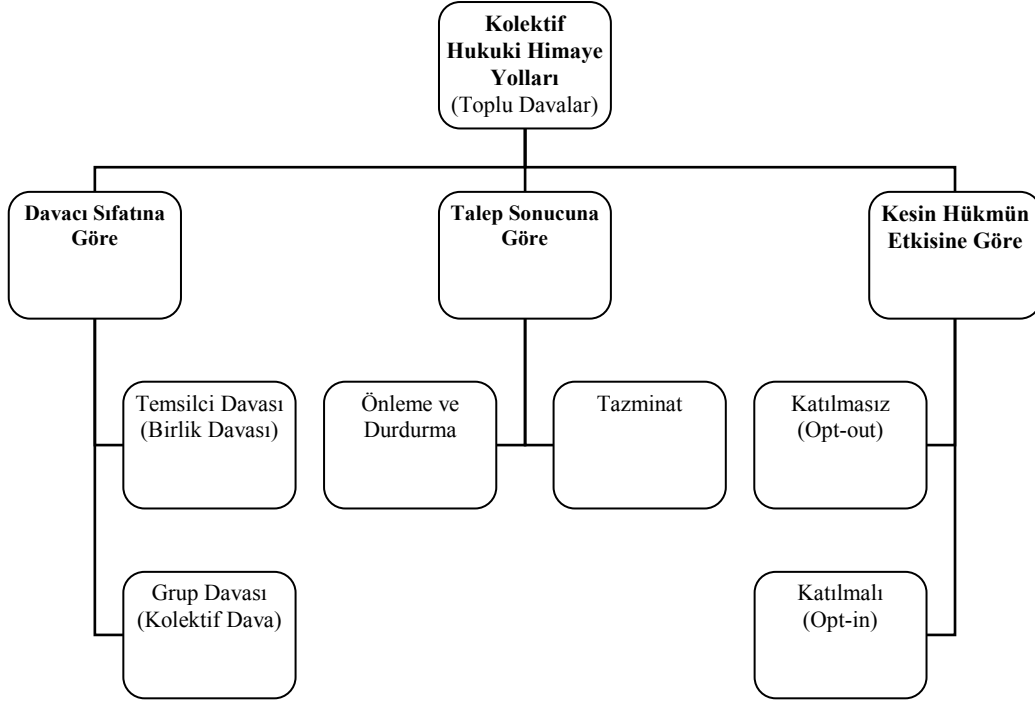 Kolektif
Hukuki Himaye
Yolları
(Toplu Davalar)
Davacı Sıfatına
Göre
Talep Sonucuna
Göre
Kesin Hükmün
Etkisine Göre
Temsilci Davası
(Birlik Davası)
Önleme ve
Durdurma
Tazminat
Katılmasız
(Opt-out)
Grup Davası
(Kolektif Dava)
Katılmalı
(Opt-in)